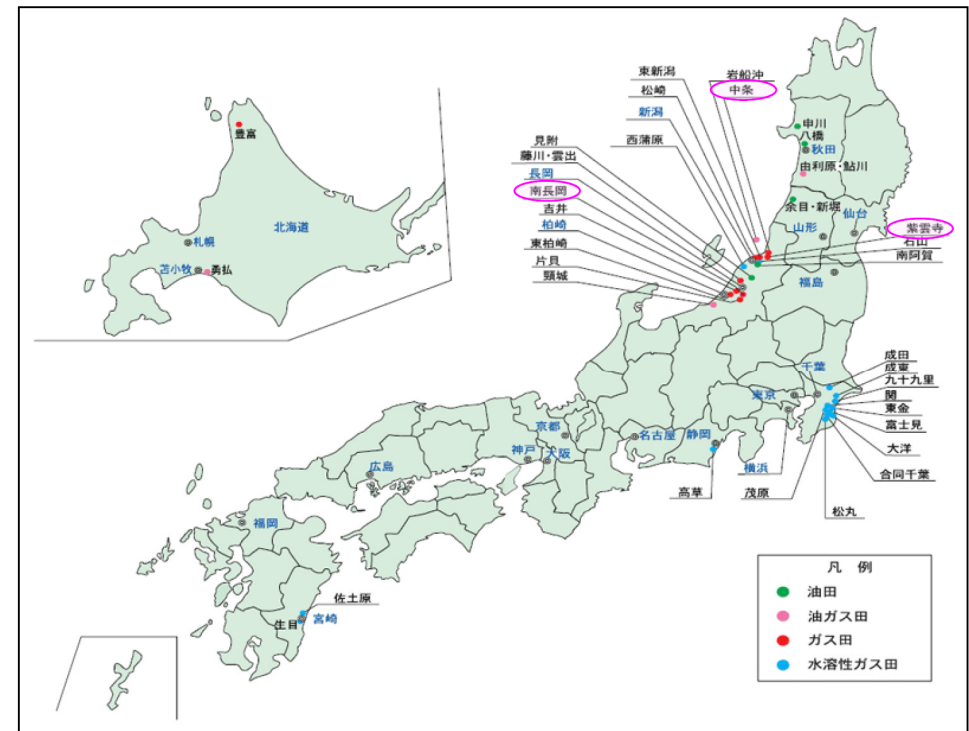 東新潟
岩船沖
松崎
中条
新潟
西蒲原
見附
藤川・雲出
長岡
南長岡
吉井
柏崎
東柏崎
片貝
頸城
申川
八橋
秋田
由利原・鮎川
余目・新堀
仙台
山形
紫雲寺
石山
南阿賀
福島
豊富
北海道
札幌
苫小牧
勇払
成田
千葉
成東
九十九里
東京
関
東金
富士見
大洋
合同千葉
京都
名古屋
静岡
神戸
大阪
横浜
広島
高草
茂原
松丸
福岡
佐土原
生目
宮崎
凡 例
油田
油ガス田
ガス田
水溶性ガス田